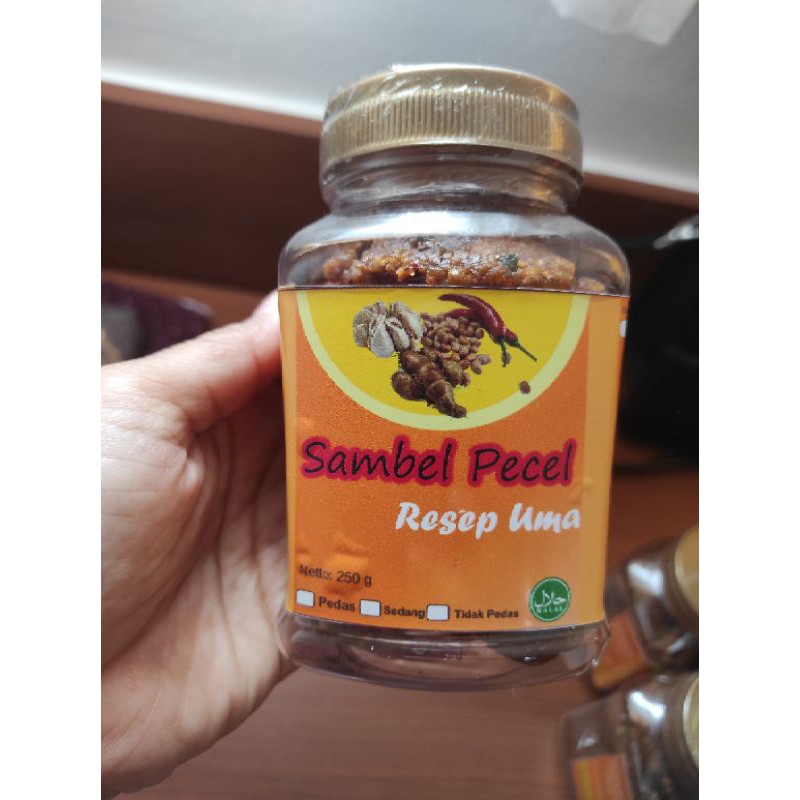 Sambel Pecel
Resep Uma
Netto: 250 g
Pedas Sedang Tidak Pedas
حلال
HALAL